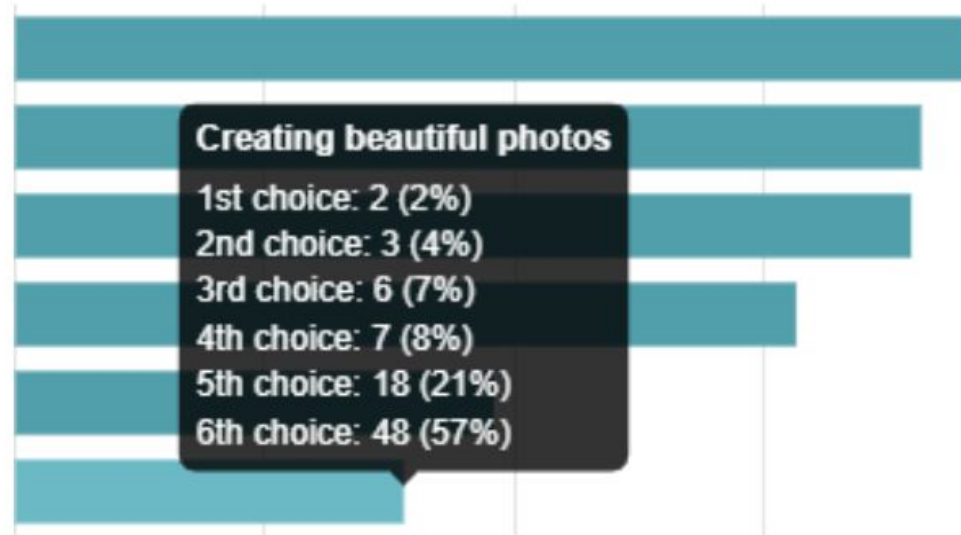 Creating beautiful photos
1st choice: 2 (2%)
2nd choice: 3 (4%)
3rd choice: 6 (7%)
4th choice: 7 (8%)
5th choice: 18 (21%)
6th choice: 48 (57%)